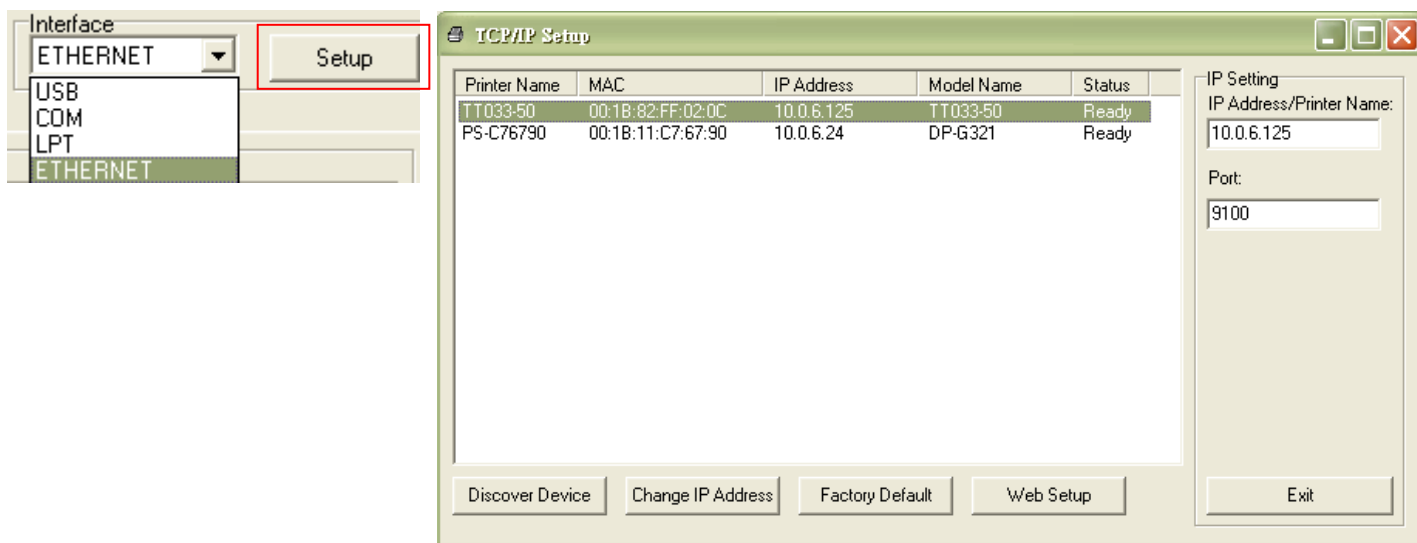 Interface
ETHERNET
Setup
USB
COM
LPT
ETHERNET
TCP/IP Setup
Printer Name MAC IP Address Model Name Status
TT033-50 00:1B:82:FF:02:0C 10.0.6.125 TT033-50 Ready
PS-C76790 00:1B:11:C7:67:90 10.0.6.24 DP-G321 Ready
IP Setting
IP Address/Printer Name:
10.0.6.125
Port:
9100
Discover Device Change IP Address Factory Default Web Setup Exit